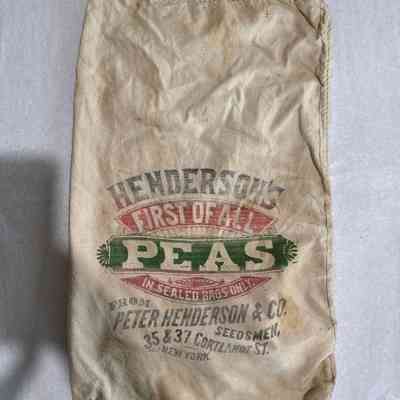 HENDERSON'S
FIRST OF ALL
PEAS
IN SEALED BAGS ONLY.
FROM
PETER HENDERSON & CO.
SEEDSMEN,
35 & 37 CORTLANDT ST.
NEW YORK.